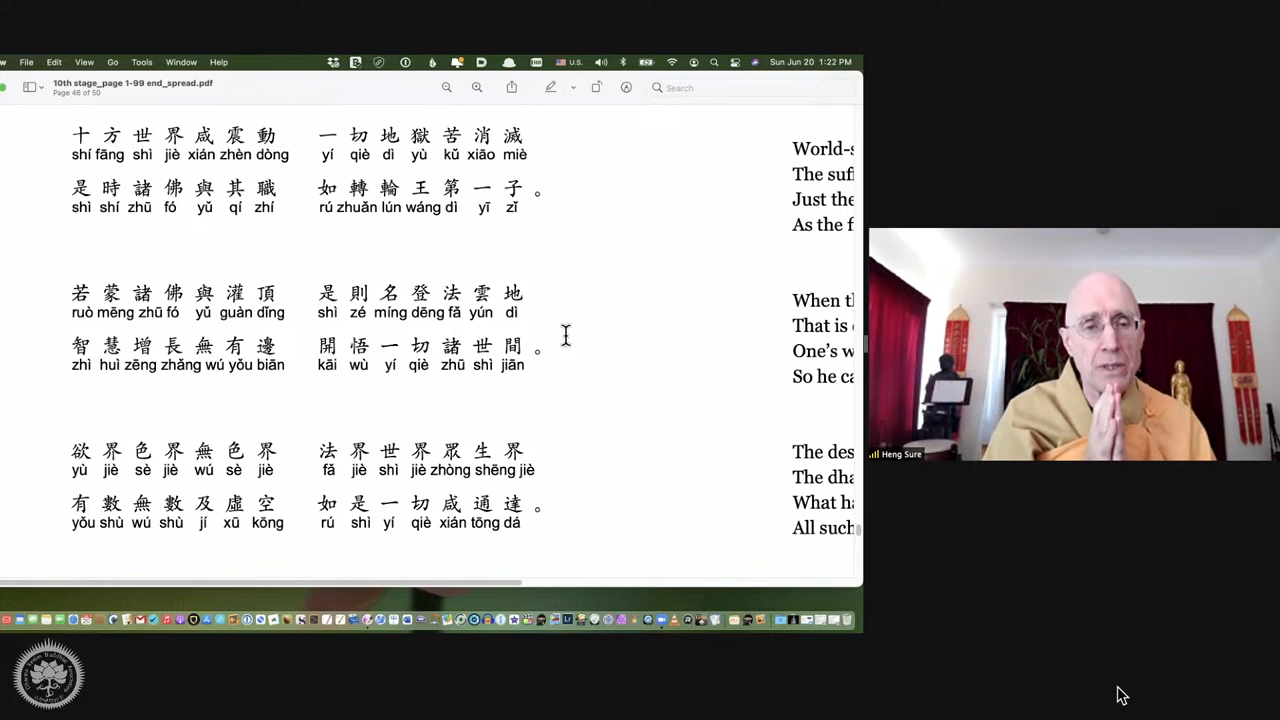 File Edit View Go Tools Window Help
U.S.
Sun Jun 20 1:22 PM
10th stage_page 1-99 end_spread.pdf
Page 46 of 50
Search
十方世界咸震動 一切地獄苦消滅
shí fāng shì jiè xián zhèn dòng yí qiè dì yù kǔ xiāo miè
是時諸佛與其職 如轉輪王第一子。
shì shí zhū fó yǔ qí zhí rú zhuǎn lún wáng dì yī zǐ
若蒙諸佛與灌頂 是則名登法雲地
ruò mēng zhū fó yǔ guàn dǐng shì zé míng dēng fǎ yún dì
智慧增長無有邊 開悟一切諸世間。
zhì huì zēng zhǎng wú yǒu biān kāi wù yí qiè zhū shì jiān
欲界色界無色界 法界世界眾生界
yù jiè sè jiè wú sè jiè fǎ jiè shì jiè zhòng shēng jiè
有數無數及虛空 如是一切咸通達。
yǒu shù wú shù jí xū kōng rú shì yí qiè xián tōng dá
World-s
The suff
Just the
As the f
When th
That is
One's w
So he ca
The des
The dha
What ha
All such
Heng Sure